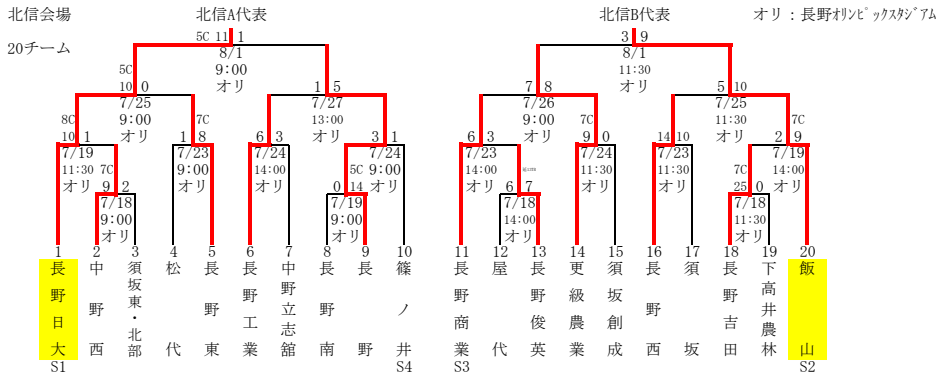 北信会場 北信A代表 北信B代表 オリ：長野オリンピックスタジアム
20チーム
5C 11 1 3 9
8/1 8/1
9:00 11:30
オリ オリ
5C
10 0 1 5 7 8 5 10
7/25 7/27 7/26 7/25
9:00 13:00 9:00 11:30
オリ オリ オリ オリ
8C 7C 7C 7C
10 1 1 8 6 3 3 1 6 3 9 0 14 10 2 9
7/19 7/23 7/24 7/24 7/23 7/24 7/23 7/19
11:30 9:00 14:00 9:00 14:00 11:30 11:30 14:00
オリ オリ オリ オリ オリ オリ オリ オリ
7C 5C 7C
9 2 0 14 6 7 25 0
7/18 7/19 7/18 7/18
9:00 9:00 14:00 11:30
オリ オリ オリ オリ
1 2 3 4 5 6 7 8 9 10 11 12 13 14 15 16 17 18 19 20
長野日大
中野西
須坂東・北部
松代
長野東
長野工業
中野立志舘
長野南
長野
篠ノ井
長野商業
屋代
長野俊英
更級農業
須坂創成
長野西
須坂
長野吉田
下高井農林
飯山
S1 S4 S3 S2